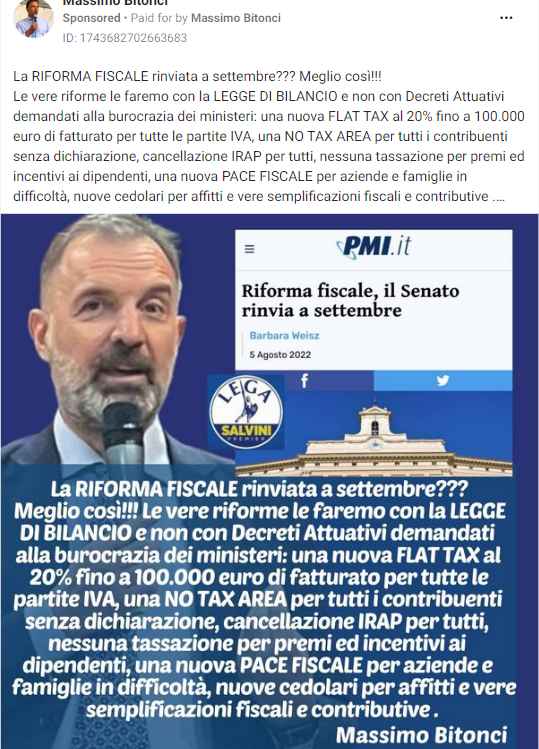 Massimo Bitonci
Sponsored • Paid for by Massimo Bitonci
ID: 1743682702663683
La RIFORMA FISCALE rinviata a settembre??? Meglio così!!!
Le vere riforme le faremo con la LEGGE DI BILANCIO e non con Decreti Attuativi
demandati alla burocrazia dei ministeri: una nuova FLAT TAX al 20% fino a 100.000
euro di fatturato per tutte le partite IVA, una NO TAX AREA per tutti i contribuenti
senza dichiarazione, cancellazione IRAP per tutti, nessuna tassazione per premi ed
incentivi ai dipendenti, una nuova PACE FISCALE per aziende e famiglie in
difficoltà, nuove cedolari per affitti e vere semplificazioni fiscali e contributive ....
PMI.it
Riforma fiscale, il Senato
rinvia a settembre
Barbara Weisz
5 Agosto 2022
LEGA
SALVINI
PREMIER
La RIFORMA FISCALE rinviata a settembre???
Meglio così!!! Le vere riforme le faremo con la LEGGE
DI BILANCIO e non con Decreti Attuativi demandati
alla burocrazia dei ministeri: una nuova FLAT TAX al
20% fino a 100.000 euro di fatturato per tutte le
partite IVA, una NO TAX AREA per tutti i contribuenti
senza dichiarazione, cancellazione IRAP per tutti,
nessuna tassazione per premi ed incentivi ai
dipendenti, una nuova PACE FISCALE per aziende e
famiglie in difficoltà, nuove cedolari per affitti e vere
semplificazioni fiscali e contributive .
Massimo Bitonci